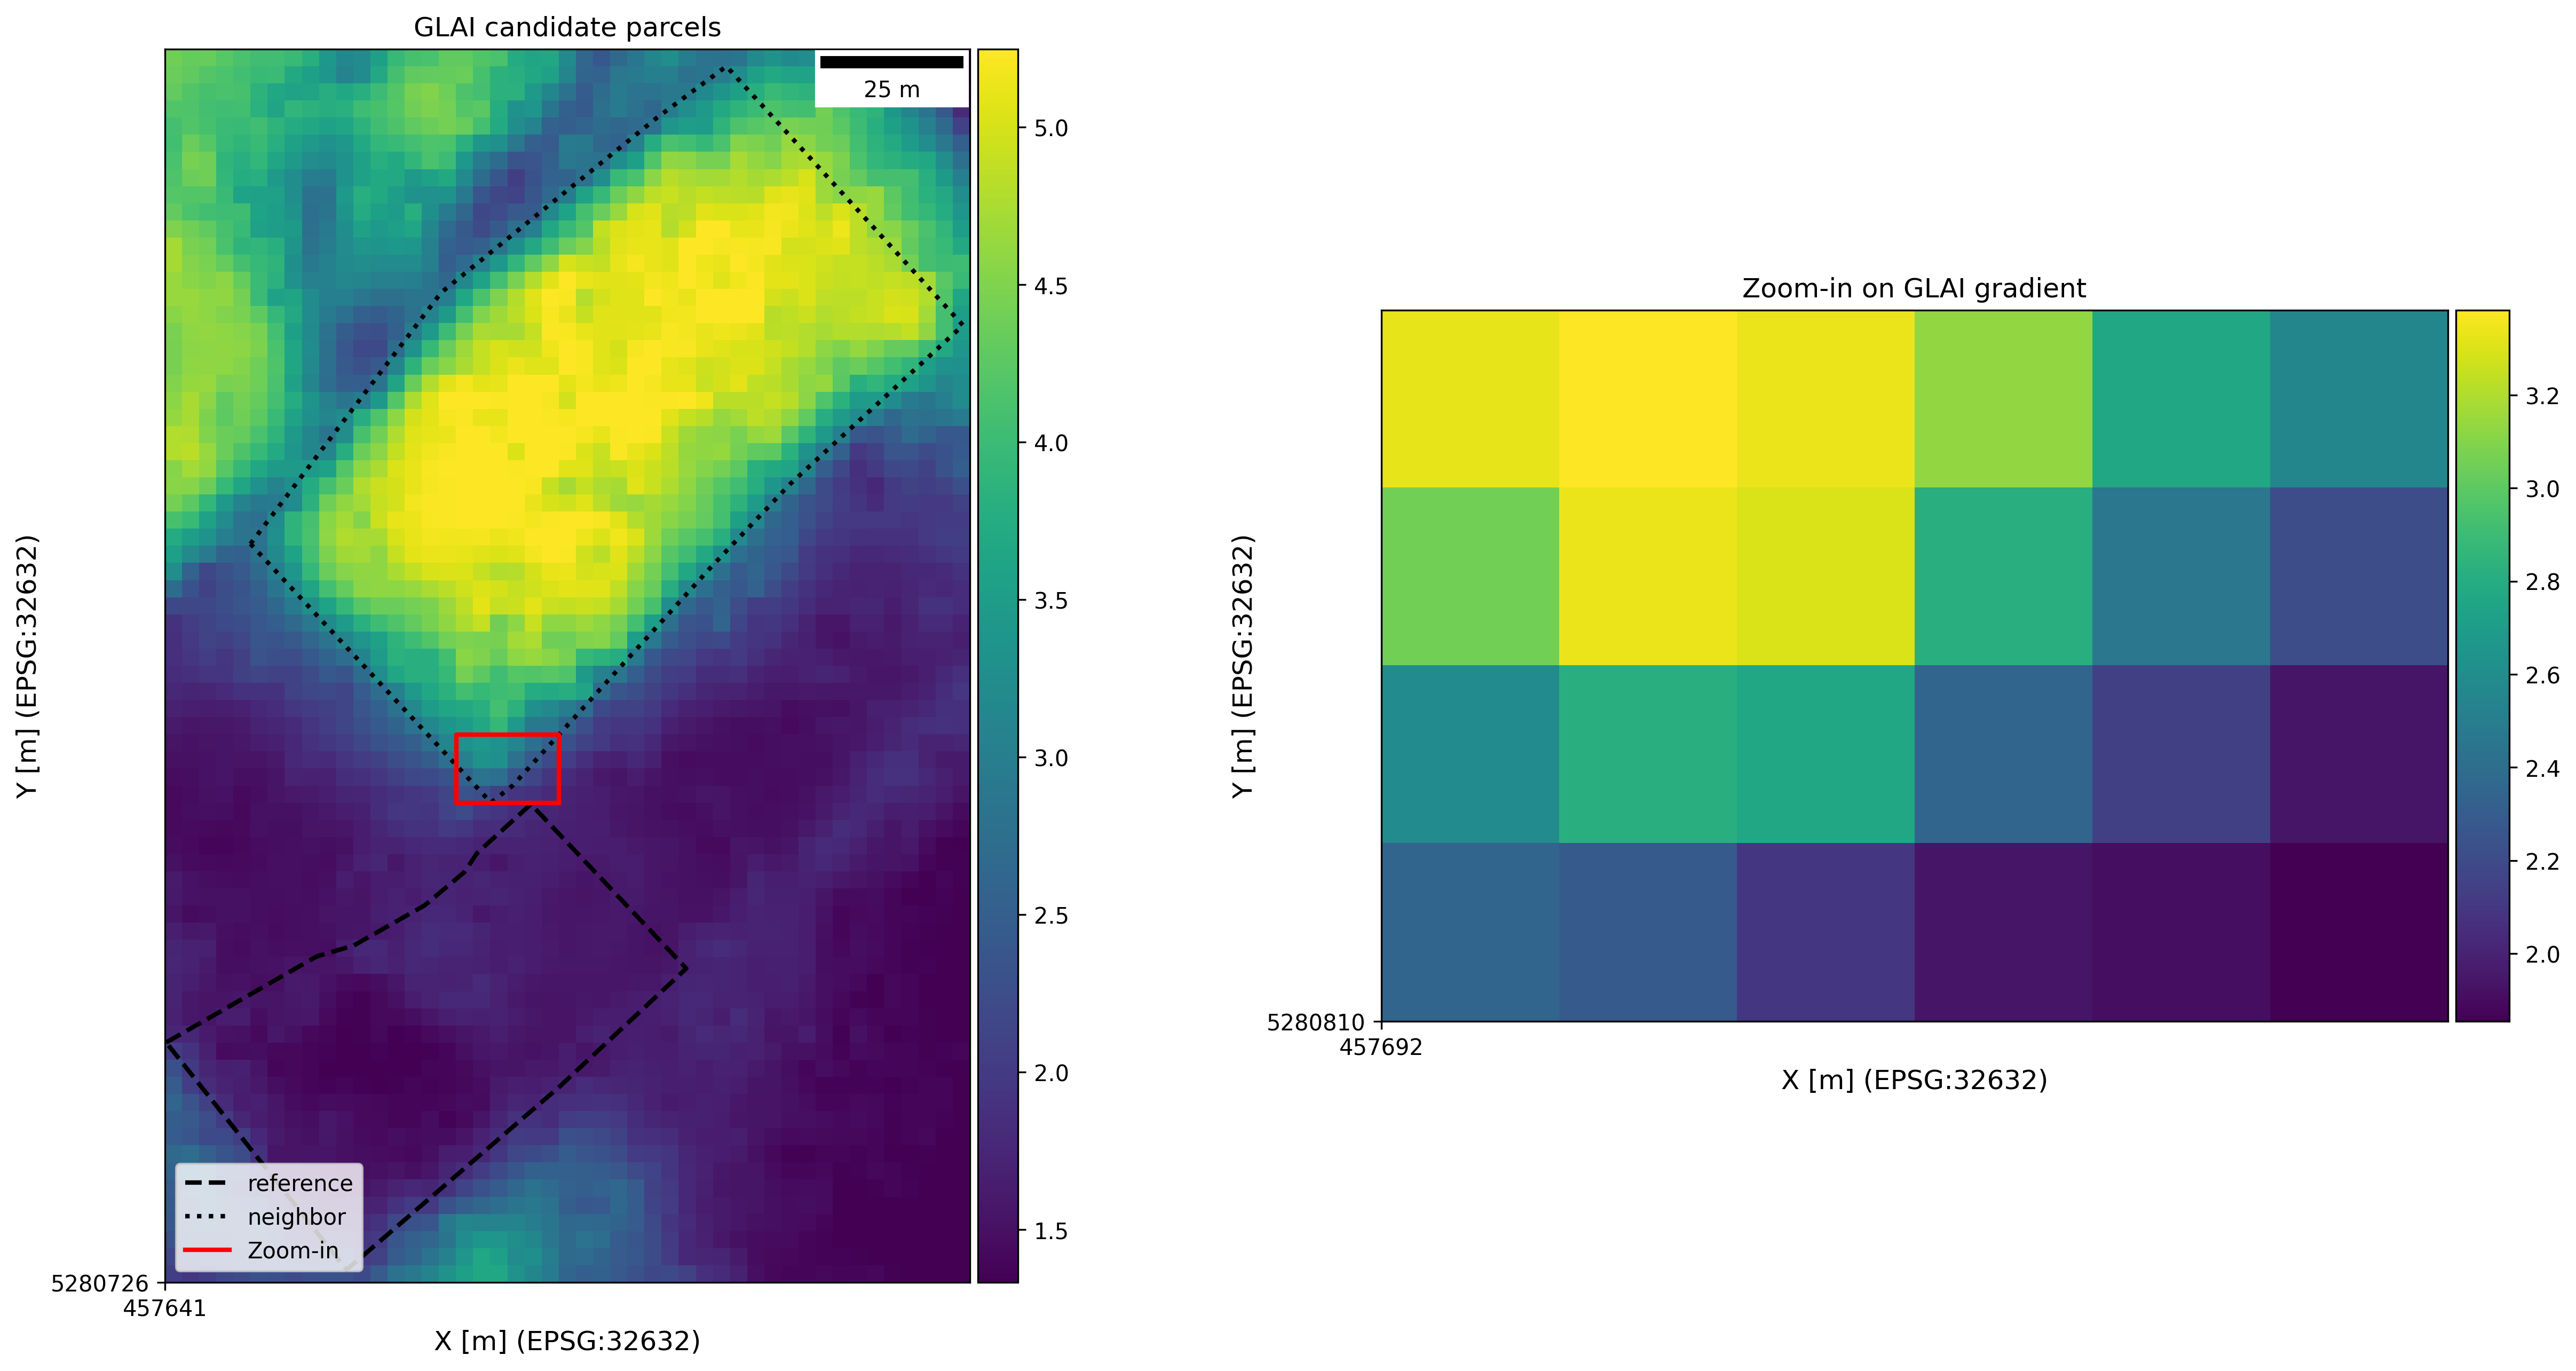 GLAI candidate parcels
25 m
5.0
4.5
4.0
3.5
3.0
2.5
2.0
1.5
reference
neighbor
Zoom-in
5280726
457641
X [m] (EPSG:32632)
Y [m] (EPSG:32632)
Zoom-in on GLAI gradient
3.2
3.0
2.8
2.6
2.4
2.2
2.0
5280810
457692
X [m] (EPSG:32632)
Y [m] (EPSG:32632)